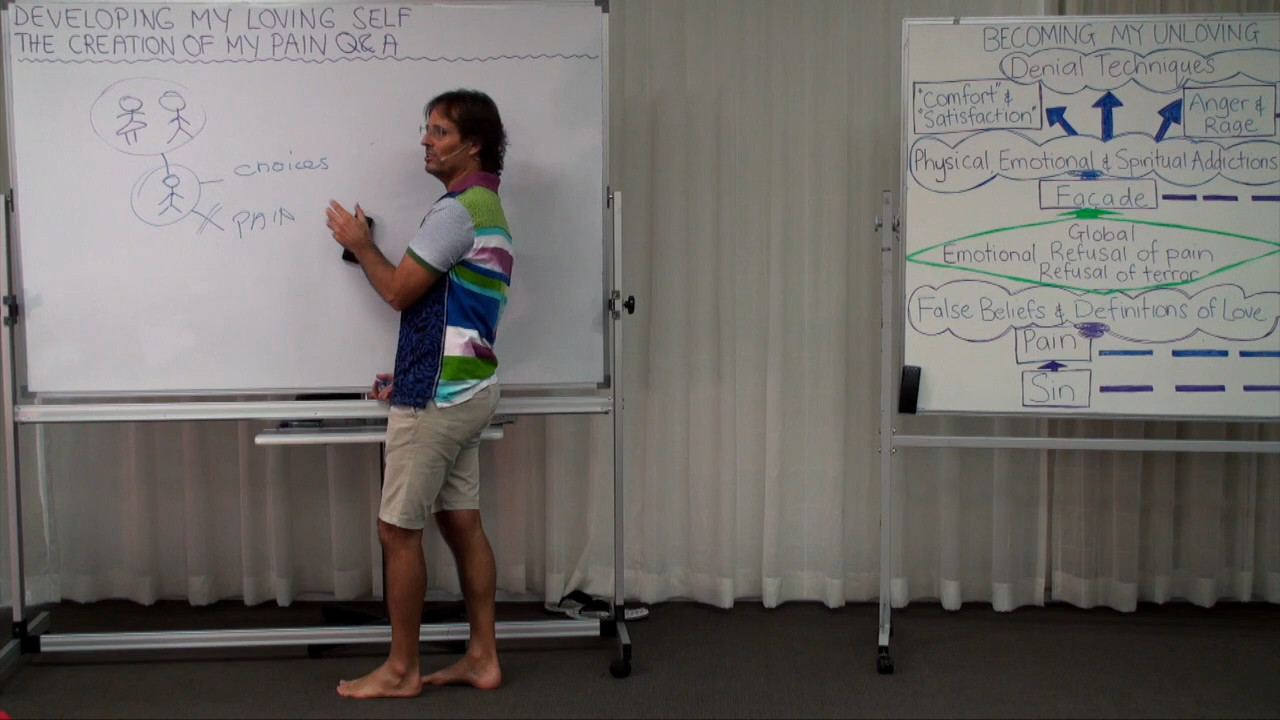 DEVELOPING MY LOVING SELF
THE CREATION OF MY PAIN Q&A
choices
PAIN
BECOMING MY UNLOVING
Denial Techniques
"Comfort" &
"Satisfaction"
Anger &
Rage
Physical, Emotional & Spiritual Addictions
Façade
Global
Emotional Refusal of pain
Refusal of terror
False Beliefs & Definitions of Love
Pain
Sin